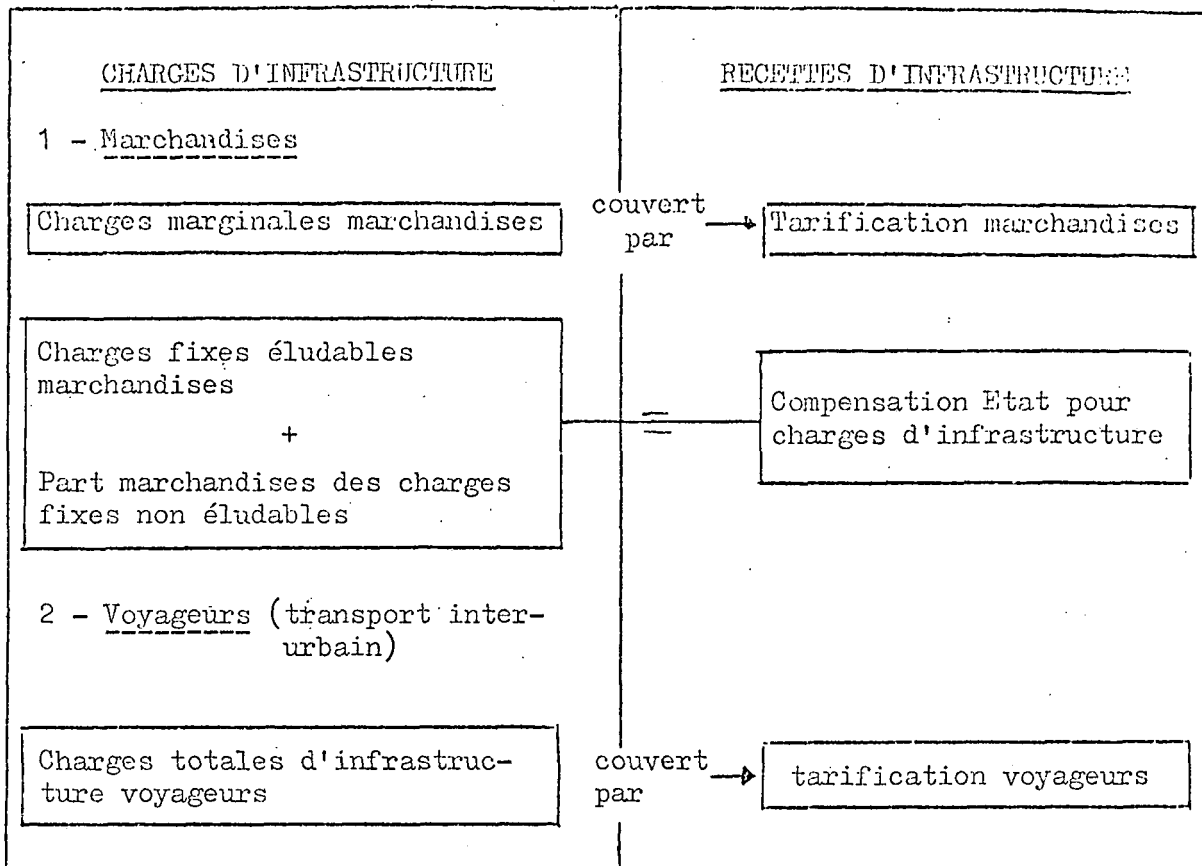 CHARGES D'INFRASTRUCTURE
RECETTES D'INFRASTRUCTURE
1 - Marchandises
Charges marginales marchandises
couvert
par
Tarification marchandises
Charges fixes éludables
marchandises
+
Part marchandises des charges
fixes non éludables
=
Compensation Etat pour
charges d'infrastructure
2 - Voyageurs (transport inter-
urbain)
Charges totales d'infrastruc-
ture voyageurs
couvert
par
tarification voyageurs